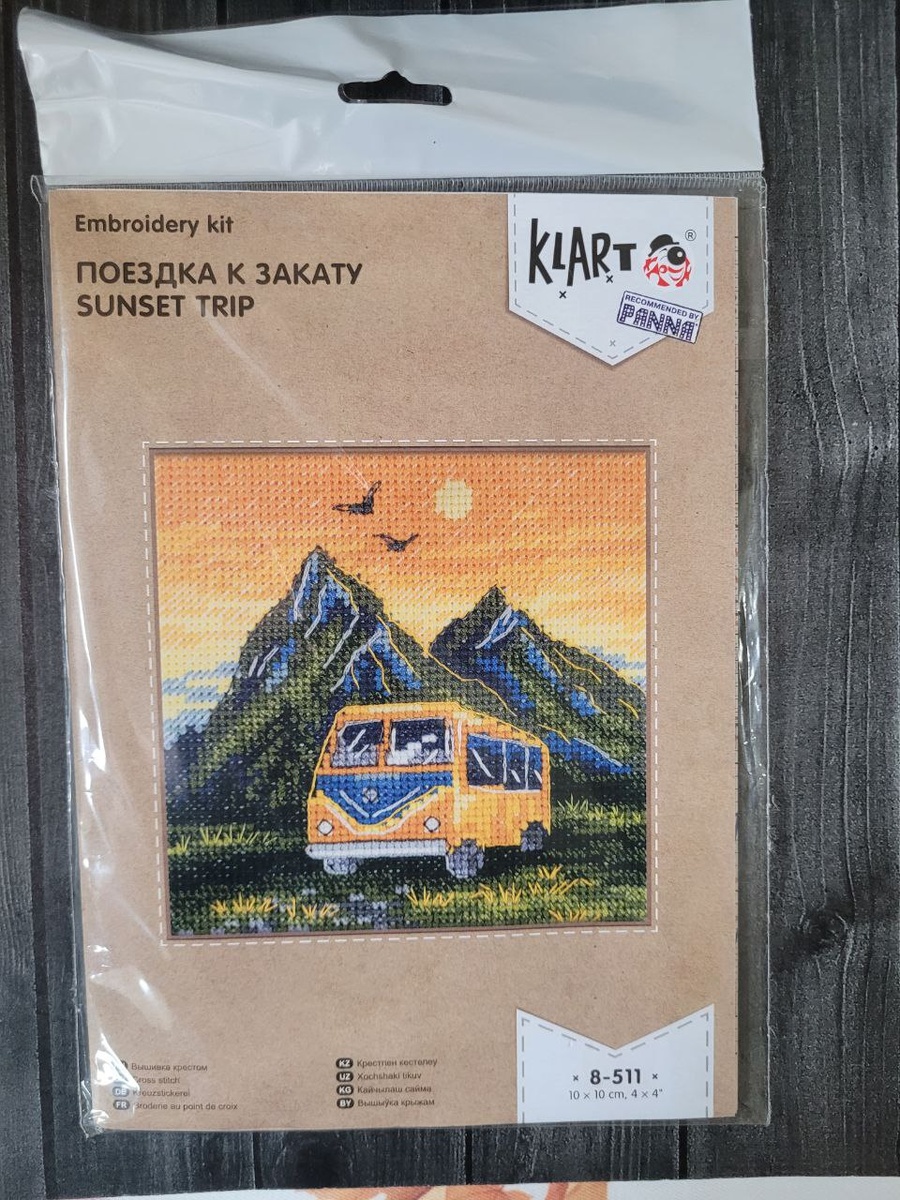 Embroidery kit
ПОЕЗДКА К ЗАКАТУ
SUNSET TRIP
KLART ®
RECOMMENDED BY
PANNA
Вышивка крестом
Cross stitch
DE Kreuzstickerei
FR Broderie au point de croix
KZ Крестпен кестелеу
UZ Xochshaki tikuv
KG Кайчылаш сайма
BY Вышыўка крыжам
× 8-511 ×
10 × 10 cm, 4 × 4"